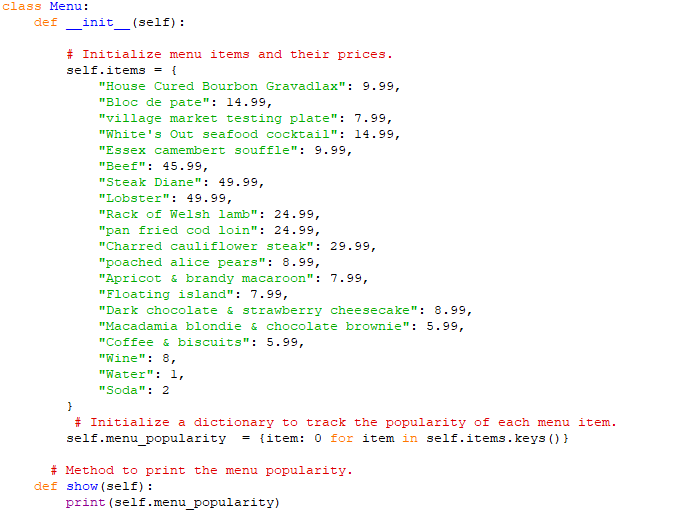 class Menu:
    def __init__(self):

        # Initialize menu items and their prices.
        self.items = {
            "House Cured Bourbon Gravadlax": 9.99,
            "Bloc de pate": 14.99,
            "village market testing plate": 7.99,
            "White's Out seafood cocktail": 14.99,
            "Essex camembert souffle": 9.99,
            "Beef": 45.99,
            "Steak Diane": 49.99,
            "Lobster": 49.99,
            "Rack of Welsh lamb": 24.99,
            "pan fried cod loin": 24.99,
            "Charred cauliflower steak": 29.99,
            "poached alice pears": 8.99,
            "Apricot & brandy macaroon": 7.99,
            "Floating island": 7.99,
            "Dark chocolate & strawberry cheesecake": 8.99,
            "Macadamia blondie & chocolate brownie": 5.99,
            "Coffee & biscuits": 5.99,
            "Wine": 8,
            "Water": 1,
            "Soda": 2
        }
         # Initialize a dictionary to track the popularity of each menu item.
        self.menu_popularity  = {item: 0 for item in self.items.keys()}

      # Method to print the menu popularity.
    def show(self):
        print(self.menu_popularity)